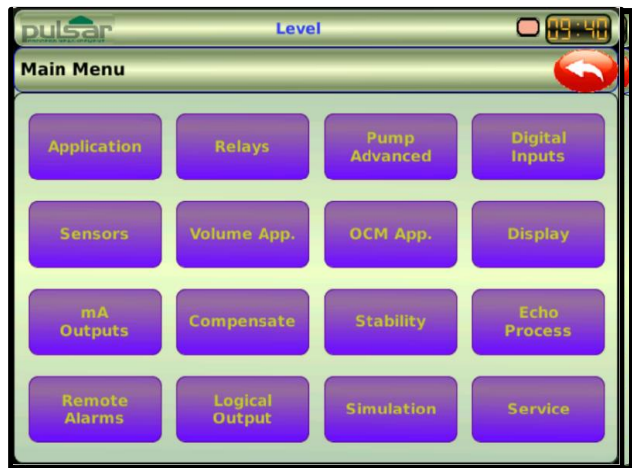 pulsar
Level
09:40
Main Menu
Application
Relays
Pump
Advanced
Digital
Inputs
Sensors
Volume App.
OCM App.
Display
mA
Outputs
Compensate
Stability
Echo
Process
Remote
Alarms
Logical
Output
Simulation
Service